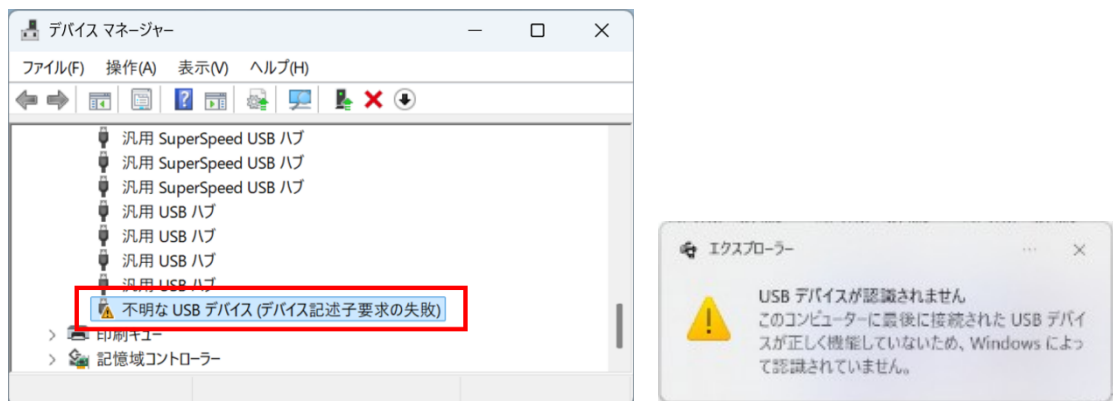 デバイス マネージャー
ファイル(F) 操作(A) 表示(V) ヘルプ(H)
汎用 SuperSpeed USB ハブ
汎用 SuperSpeed USB ハブ
汎用 SuperSpeed USB ハブ
汎用 USB ハブ
汎用 USB ハブ
汎用 USB ハブ
汎用 USB ハブ
不明な USB デバイス (デバイス記述子要求の失敗)
印刷キュー
記憶域コントローラー
エクスプローラー
USB デバイスが認識されません
このコンピューターに最後に接続された USB デバイ
スが正しく機能していないため、Windows によっ
て認識されていません。